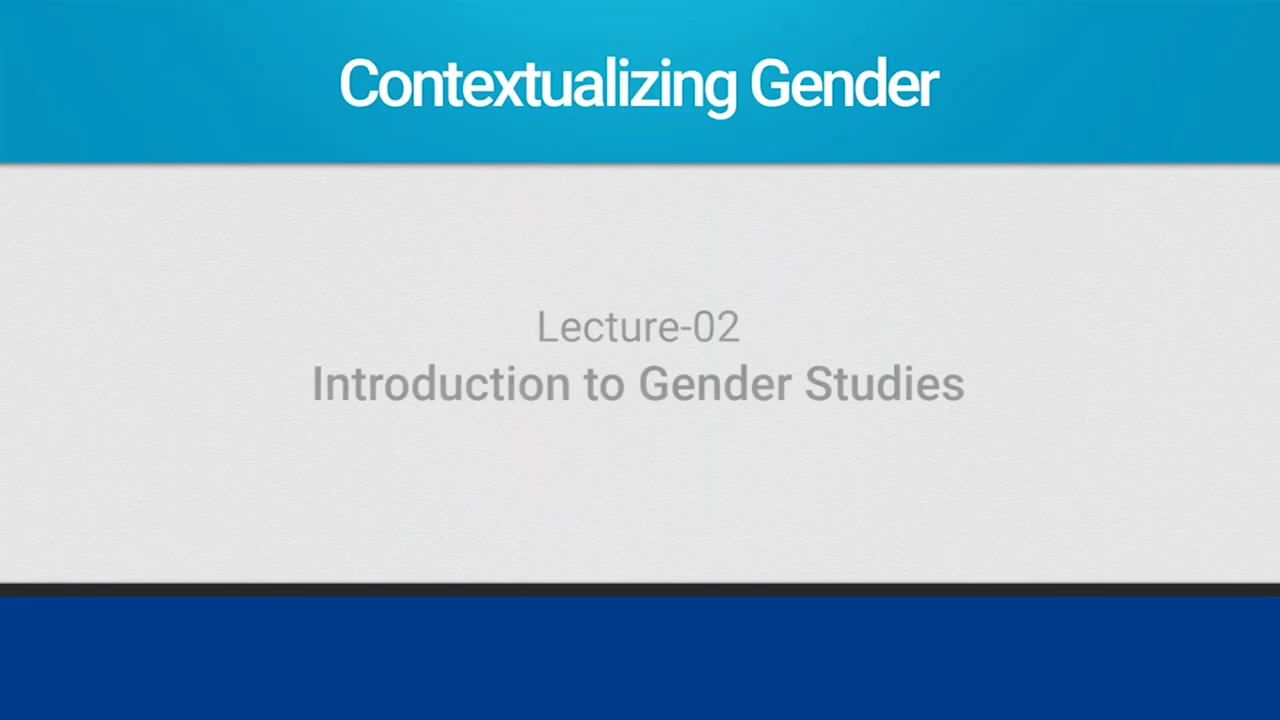 Contextualizing Gender
Lecture-02
Introduction to Gender Studies